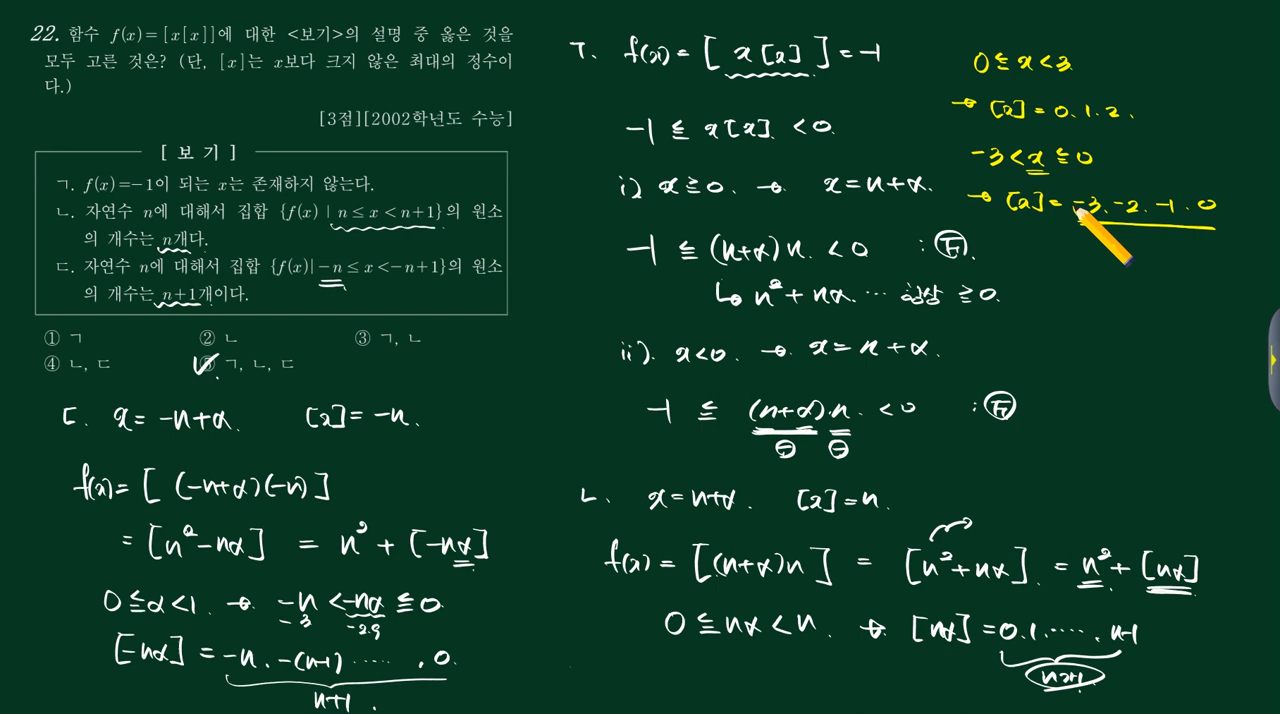 22. 함수 f(x)=[x[x]]에 대한 <보기>의 설명 중 옳은 것을
모두 고른 것은? (단, [x]는 x보다 크지 않은 최대의 정수이
다.)
[3점][2002학년도 수능]
[ 보 기 ]
ㄱ. f(x)=-1이 되는 x는 존재하지 않는다.
ㄴ. 자연수 n에 대해서 집합 {f(x) | n≤x<n+1}의 원소
의 개수는 n개다.
ㄷ. 자연수 n에 대해서 집합 {f(x)|-n≤x<-n+1}의 원소
의 개수는 n+1개이다.
① ㄱ ② ㄴ ③ ㄱ, ㄴ
④ ㄴ, ㄷ ⑤ ㄱ, ㄴ, ㄷ
ㄷ. x = -n+α. [x] = -n.
f(x) = [ (-n+α)(-n) ]
= [n²-nα] = n² + [-nα]
0≦α<1. → -n < -nα ≦ 0
-3 -2.9
[-nα] = -n. -(n-1) ..... . 0.
n+1.
ㄱ. f(x) = [ x[x] ] = -1
-1 ≦ x[x] < 0.
i) x≧0. → x = n+α.
-1 ≦ (n+α)n. < 0 :
↳ n² + nα. … 항상 ≧0.
ii). x<0. → x = n+α.
-1 ≦ (n+α).n. < 0 :
⊖ ⊖
ㄴ. x = n+α. [x] = n.
f(x) = [(n+α)n] = [n²+nα]. = n² + [nα]
0 ≦ nα < n. → [nα] = 0.1.....n-1
0 ≦ x < 3.
→ [x] = 0.1.2.
-3 < x ≦ 0
→ [x] = -3. -2. -1. 0